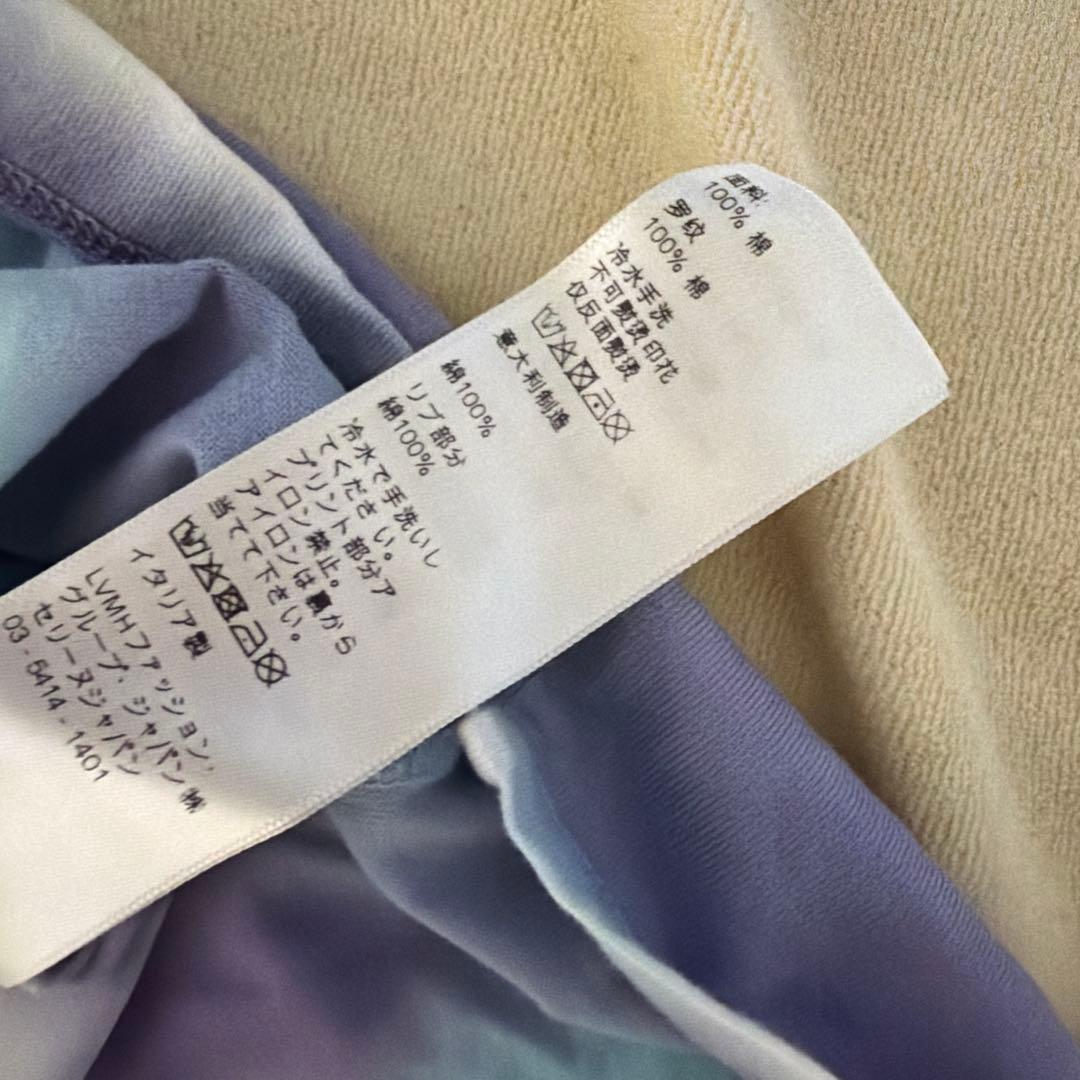 面料:
100% 棉
罗纹
100% 棉
冷水手洗
不可熨烫印花
仅反面熨烫
意大利制造
綿100%
リブ部分
綿100%
冷水で手洗いし
てください。
プリント部分ア
イロン禁止。
アイロンは裏から
当てて下さい。
イタリア製
LVMHファッション・
グループ・ジャパン㈱
セリーヌジャパン
03 - 5414 - 1401